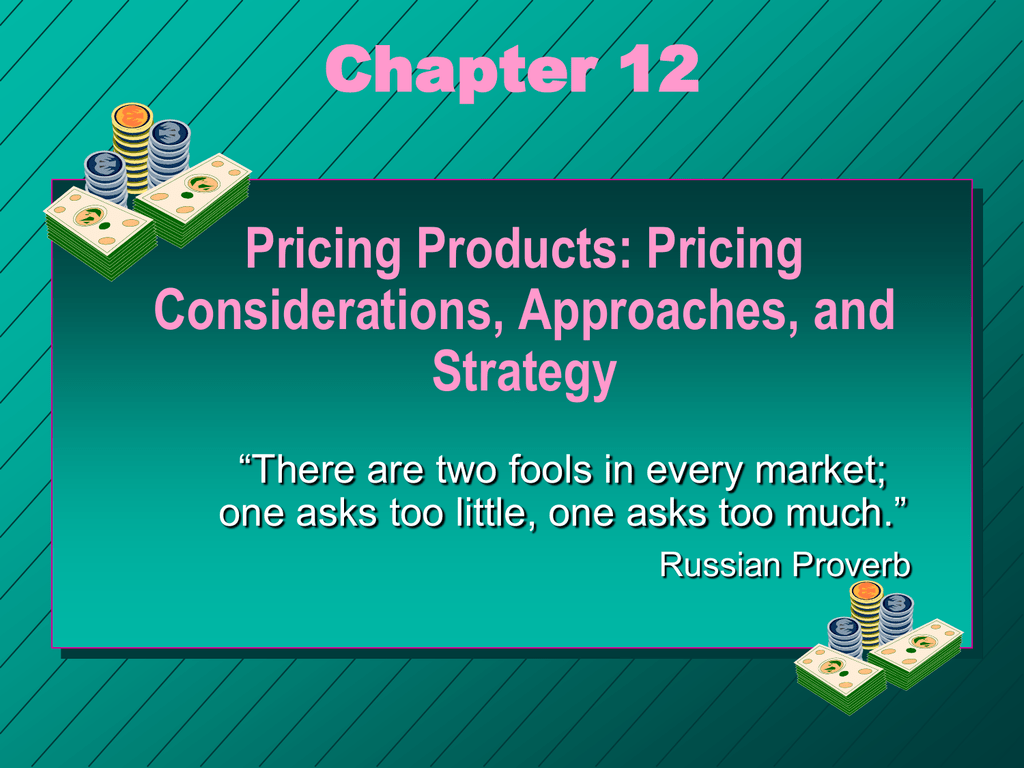 Chapter 12
Pricing Products: Pricing
Considerations, Approaches, and
Strategy
“There are two fools in every market;
one asks too little, one asks too much.”
Russian Proverb